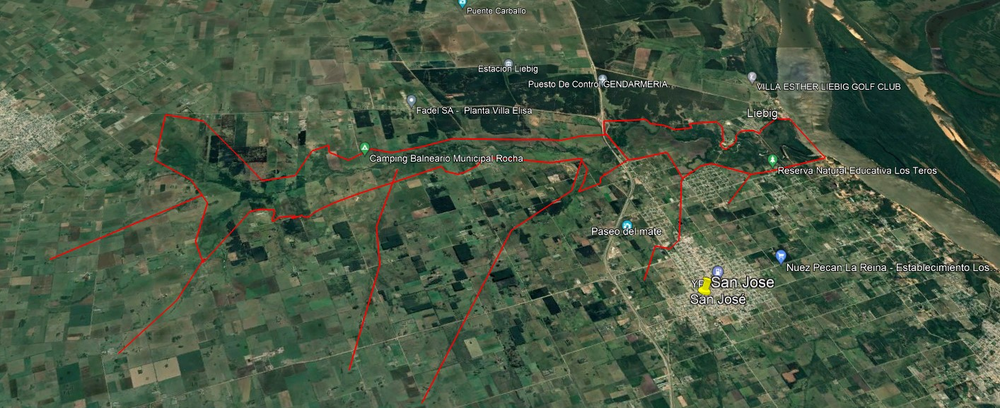 Puente Carballo
Estacion Liebig
Puesto De Control GENDARMERIA...
VILLA ESTHER LIEBIG GOLF CLUB
Fadel SA - Planta Villa Elisa
Liebig
Camping Balneario Municipal Rocha
Reserva Natural Educativa Los Teros
Paseo del mate
Nuez Pecan La Reina - Establecimiento Los...
San Jose
San José